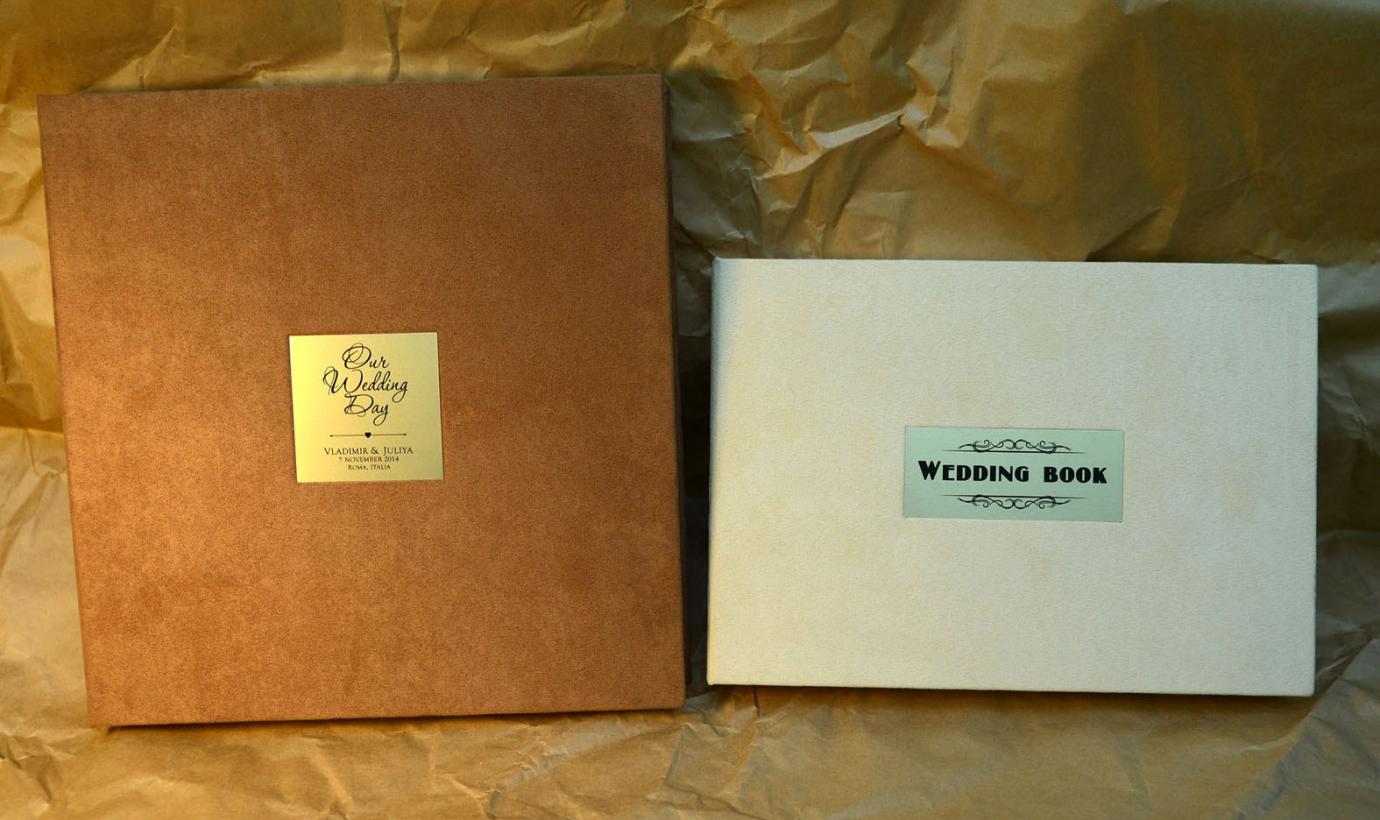 Our
Wedding
Day
VLADIMIR & JULIYA
7 NOVEMBER 2014
ROMA, ITALIA
WEDDING BOOK